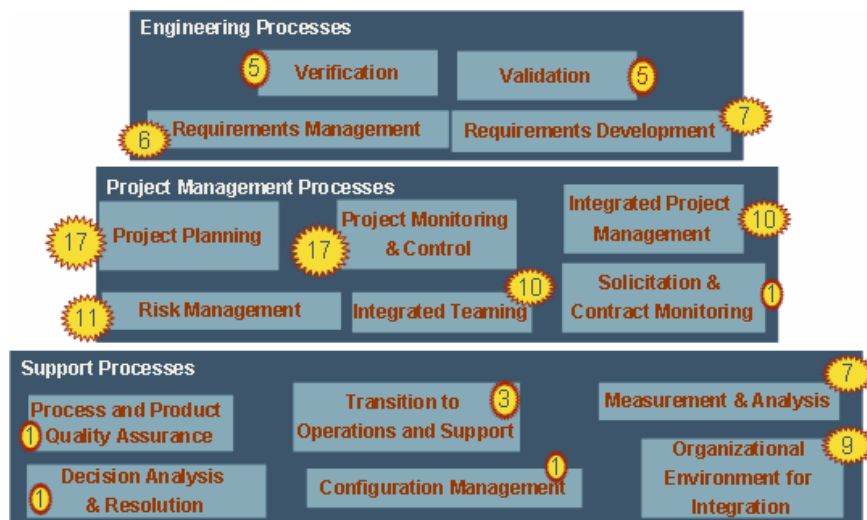 Engineering Processes
5 Verification
Validation 5
6 Requirements Management
Requirements Development 7
Project Management Processes
17 Project Planning
17 Project Monitoring
& Control
Integrated Project
Management 10
11 Risk Management
Integrated Teaming 10
Solicitation &
Contract Monitoring 1
Support Processes
Process and Product
1 Quality Assurance
Transition to 3
Operations and Support
7
Measurement & Analysis
Decision Analysis
1 & Resolution
1
Configuration Management
Organizational 9
Environment for
Integration